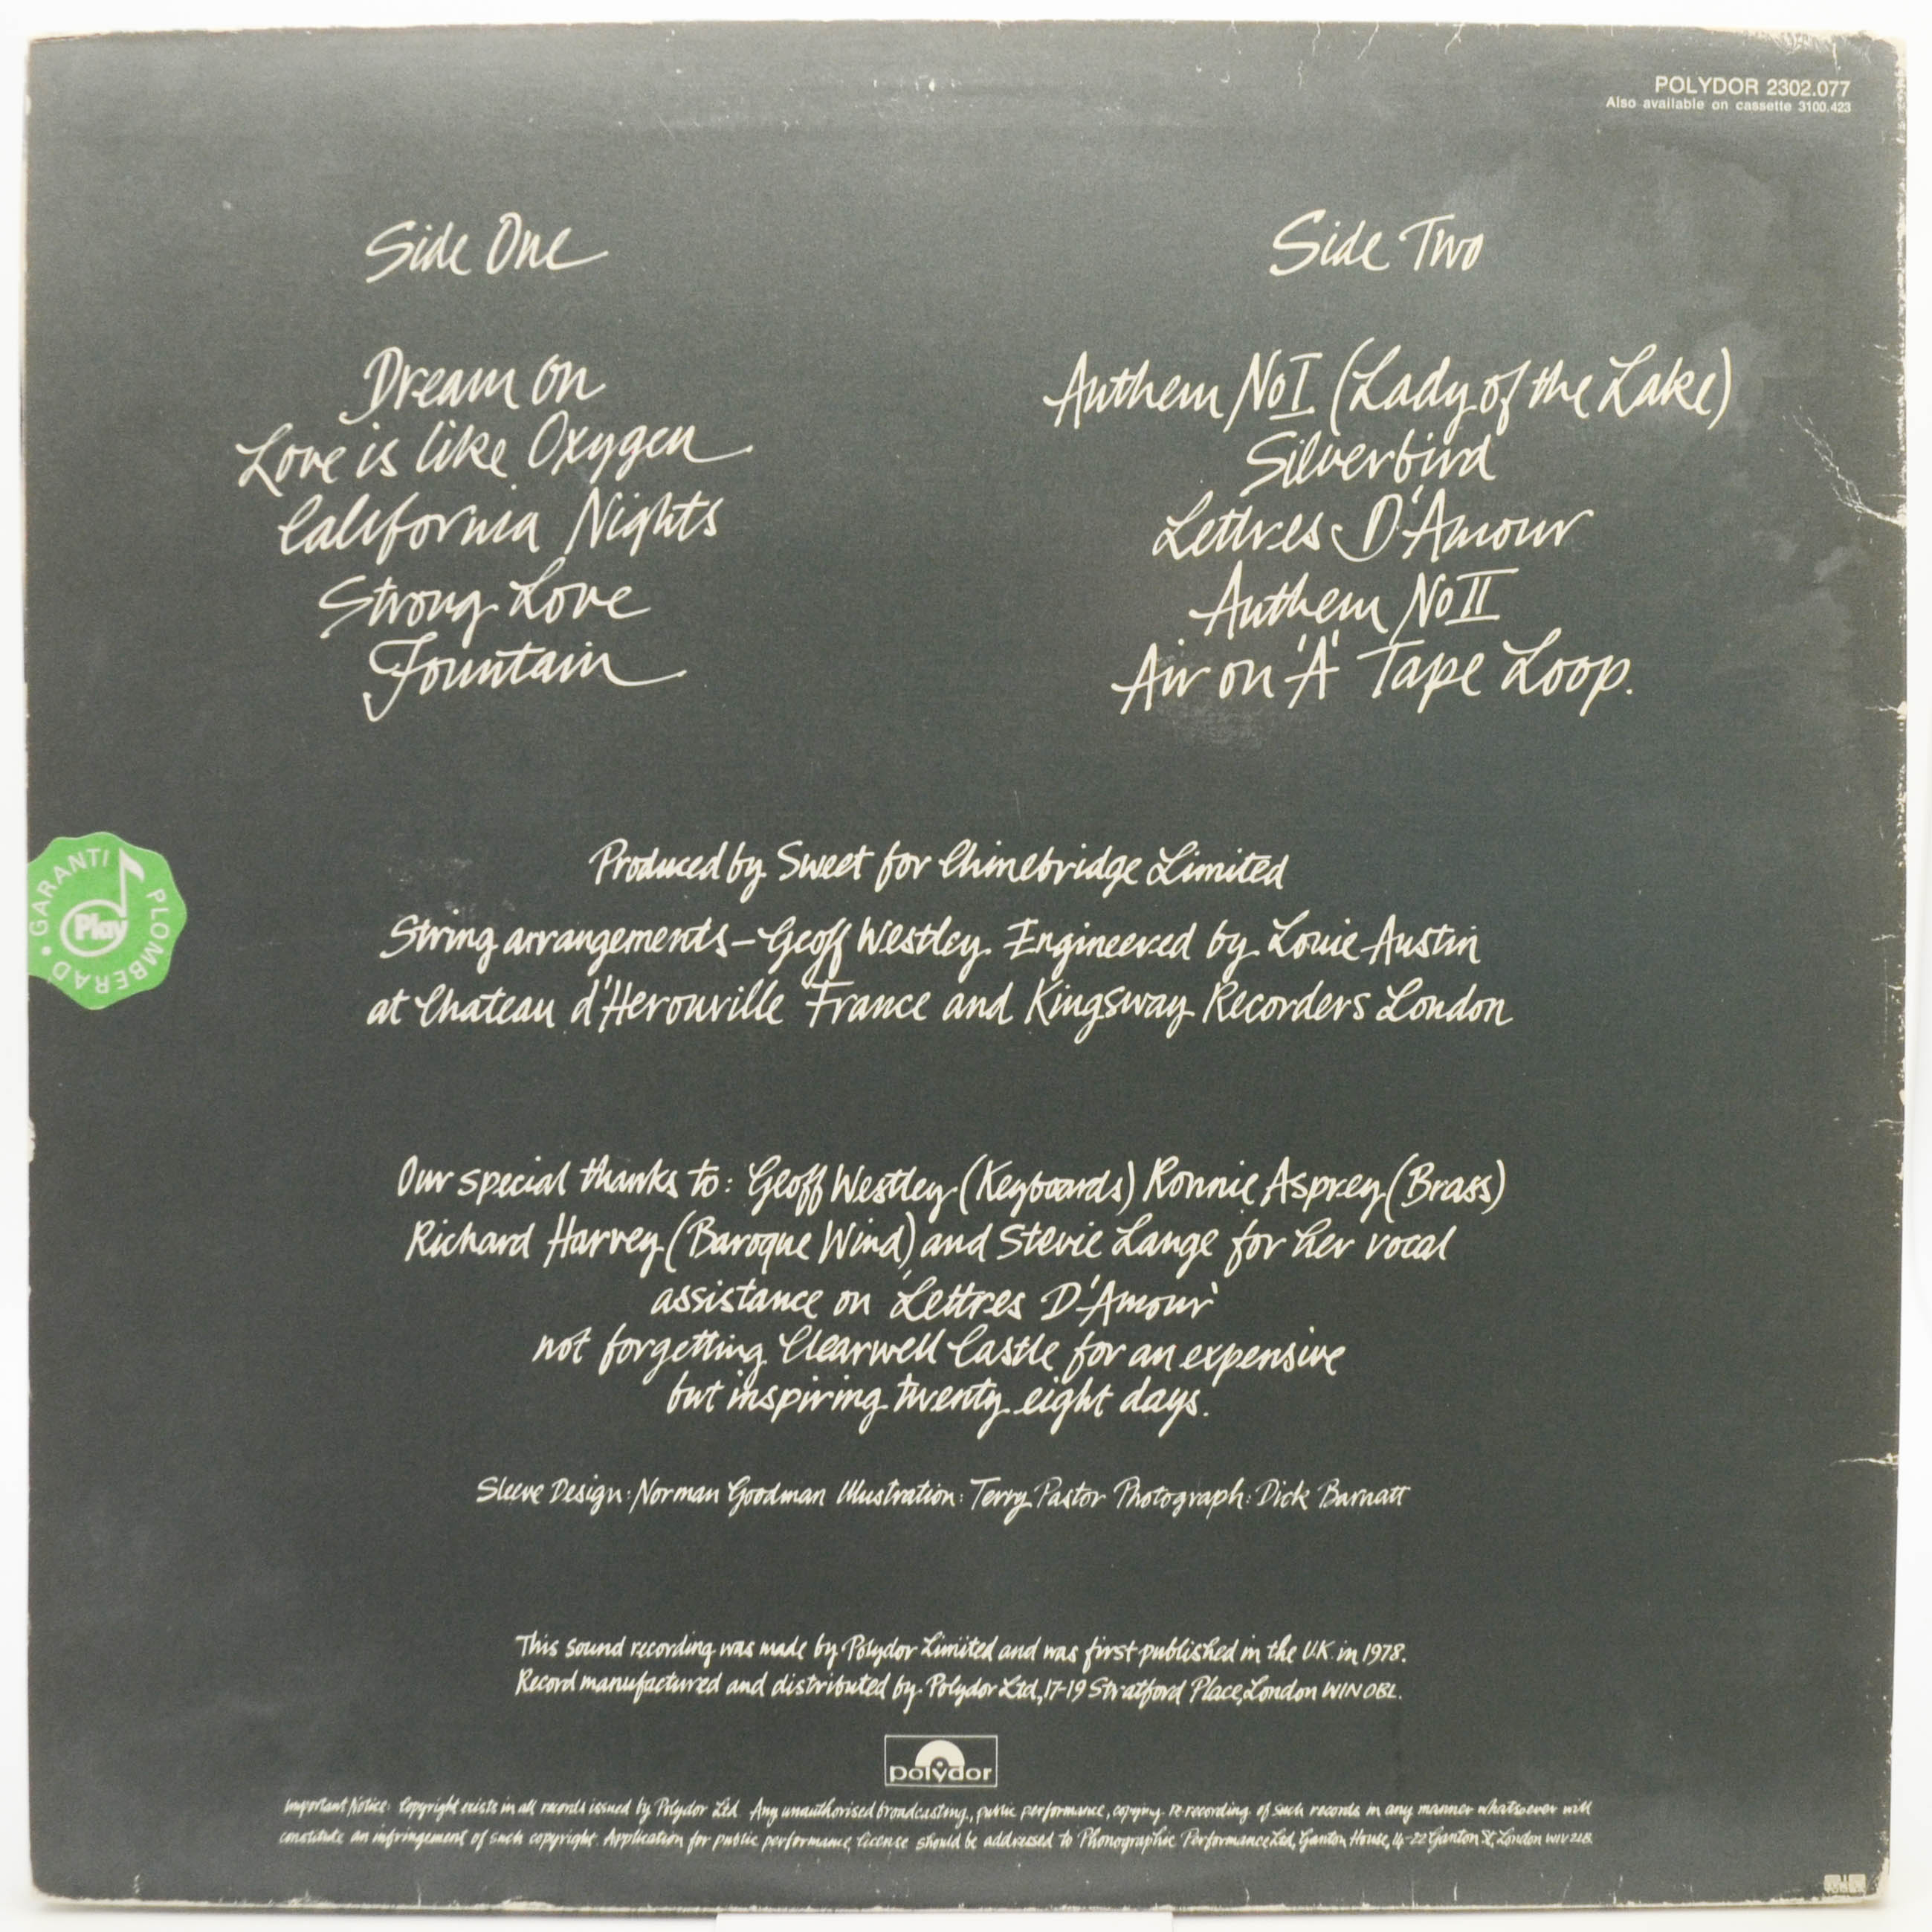 POLYDOR 2302.077
Also available on cassette 3100.423
Side One
Dream On
Love is like Oxygen
California Nights
Strong Love
Fountain
Side Two
Anthem No I (Lady of the Lake)
Silverbird
Lettres D'Amour
Anthem No II
Air on 'A' Tape Loop.
GARANTI PLOMBERAD
Play
Produced by Sweet for Chinebridge Limited
String arrangements – Geoff Westley. Engineered by Louie Austin
at Chateau d'Herouville France and Kingsway Recorders London
Our special thanks to: Geoff Westley (Keyboards) Ronnie Asprey (Brass)
Richard Harvey (Baroque Wind) and Stevie Lange for her vocal
assistance on 'Lettres D'Amour'
not forgetting Clearwell Castle for an expensive
but inspiring twenty eight days.
Sleeve Design: Norman Goodman Illustration: Terry Pastor Photograph: Dick Barnatt
This sound recording was made by Polydor Limited and was first published in the U.K. in 1978.
Record manufactured and distributed by Polydor Ltd, 17-19 Stratford Place, London W1N 0BL.
polydor
Important Notice: Copyright exists in all records issued by Polydor Ltd. Any unauthorised broadcasting, public performance, copying, re-recording of such records in any manner whatsoever will
constitute an infringement of such copyright. Application for public performance license should be addressed to Phonographic Performance Ltd, Ganton House, 14-22 Ganton St, London W1V 2LB.